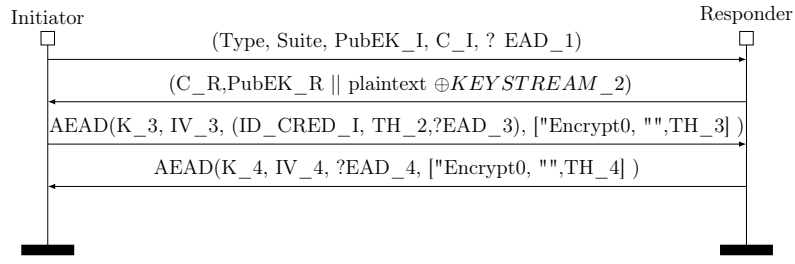 Initiator
Responder
(Type, Suite, PubEK_I, C_I, ? EAD_1)
(C_R,PubEK_R || plaintext ⊕KEYSTREAM_2)
AEAD(K_3, IV_3, (ID_CRED_I, TH_2,?EAD_3), ["Encrypt0, "",TH_3] )
AEAD(K_4, IV_4, ?EAD_4, ["Encrypt0, "",TH_4] )